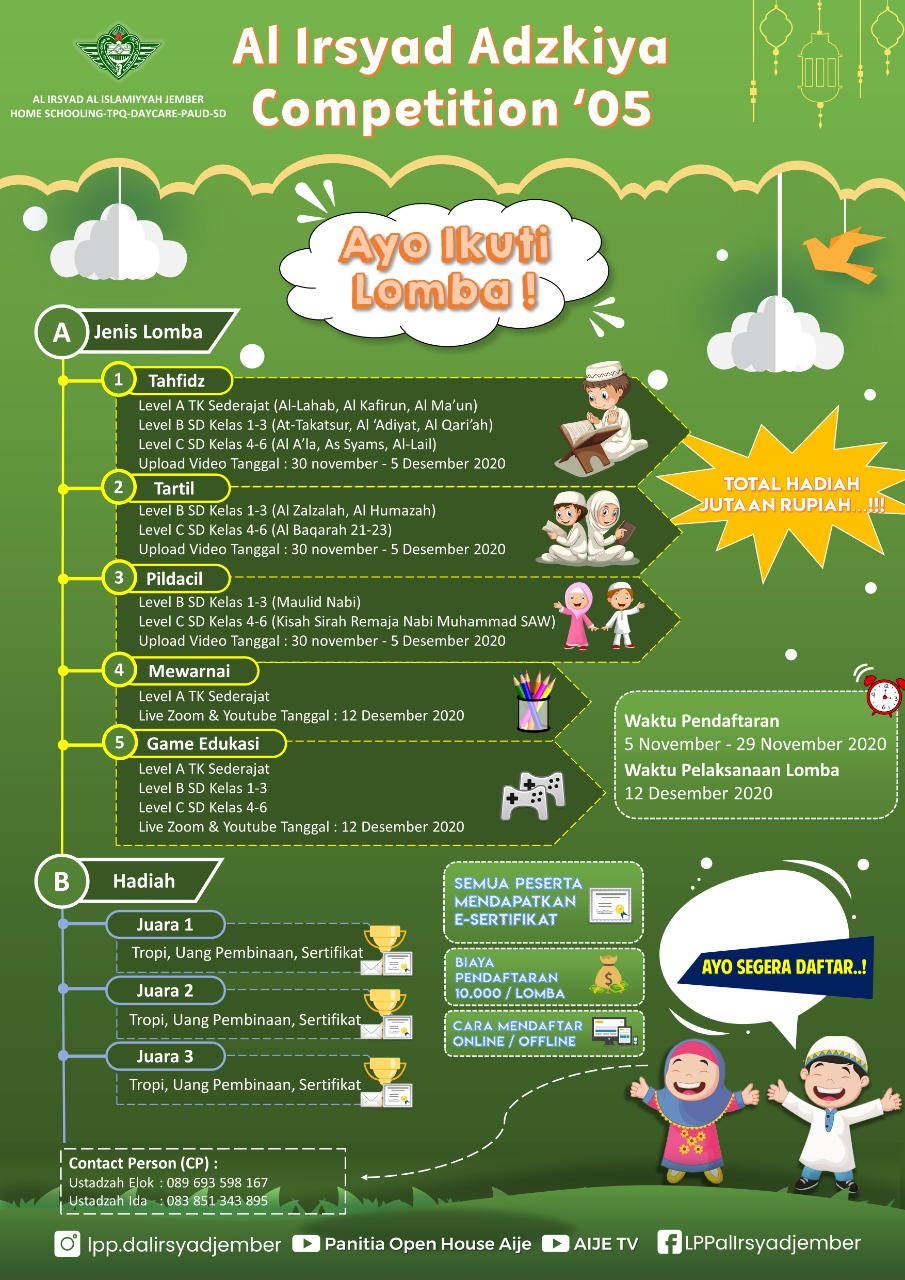 AL IRSYAD AL ISLAMIYYAH JEMBER
HOME SCHOOLING-TPQ-DAYCARE-PAUD-SD
Al Irsyad Adzkiya
Competition ‘05
Ayo Ikuti
Lomba !
A Jenis Lomba
1 Tahfidz
Level A TK Sederajat (Al-Lahab, Al Kafirun, Al Ma’un)
Level B SD Kelas 1-3 (At-Takatsur, Al ‘Adiyat, Al Qari’ah)
Level C SD Kelas 4-6 (Al A’la, As Syams, Al-Lail)
Upload Video Tanggal : 30 november - 5 Desember 2020
2 Tartil
Level B SD Kelas 1-3 (Al Zalzalah, Al Humazah)
Level C SD Kelas 4-6 (Al Baqarah 21-23)
Upload Video Tanggal : 30 november - 5 Desember 2020
3 Pildacil
Level B SD Kelas 1-3 (Maulid Nabi)
Level C SD Kelas 4-6 (Kisah Sirah Remaja Nabi Muhammad SAW)
Upload Video Tanggal : 30 november - 5 Desember 2020
4 Mewarnai
Level A TK Sederajat
Live Zoom & Youtube Tanggal : 12 Desember 2020
5 Game Edukasi
Level A TK Sederajat
Level B SD Kelas 1-3
Level C SD Kelas 4-6
Live Zoom & Youtube Tanggal : 12 Desember 2020
TOTAL HADIAH
JUTAAN RUPIAH...!!!
Waktu Pendaftaran
5 November - 29 November 2020
Waktu Pelaksanaan Lomba
12 Desember 2020
B Hadiah
Juara 1
Tropi, Uang Pembinaan, Sertifikat
Juara 2
Tropi, Uang Pembinaan, Sertifikat
Juara 3
Tropi, Uang Pembinaan, Sertifikat
SEMUA PESERTA
MENDAPATKAN
E-SERTIFIKAT
BIAYA
PENDAFTARAN
10.000 / LOMBA
CARA MENDAFTAR
ONLINE / OFFLINE
AYO SEGERA DAFTAR..!
Contact Person (CP) :
Ustadzah Elok : 089 693 598 167
Ustadzah Ida : 083 851 343 895
lpp.dalirsyadjember
Panitia Open House Aije
AIJE TV
LPPalIrsyadjember